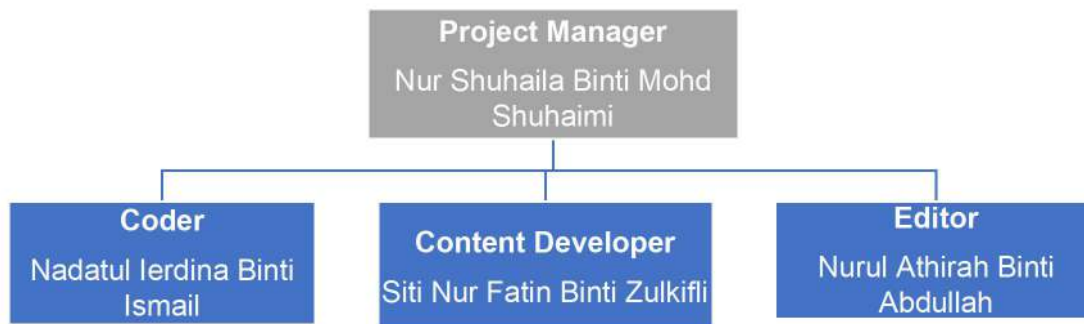 Project Manager
Nur Shuhaila Binti Mohd
Shuhaimi
Coder
Nadatul Ierdina Binti
Ismail
Content Developer
Siti Nur Fatin Binti Zulkifli
Editor
Nurul Athirah Binti
Abdullah